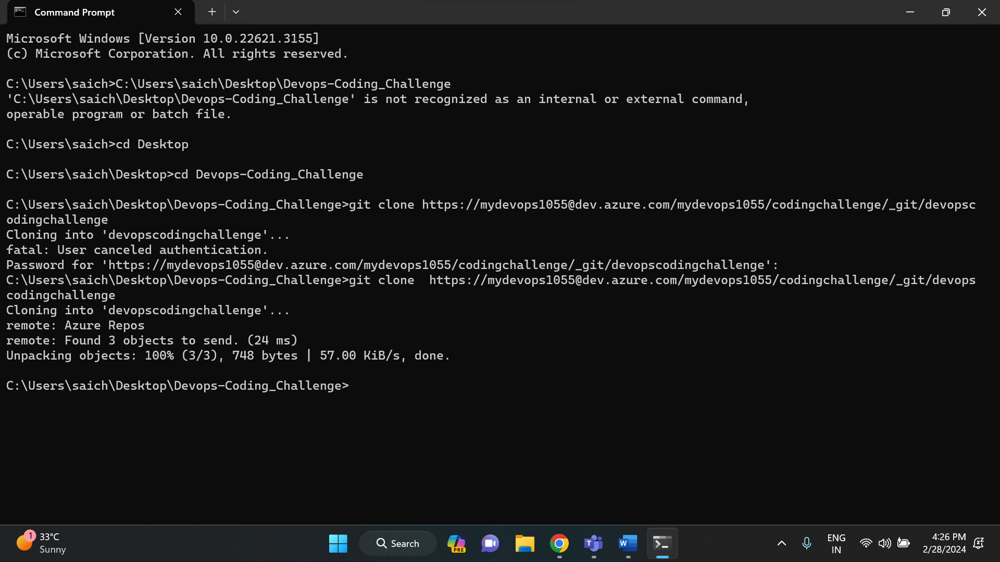 Command Prompt
Microsoft Windows [Version 10.0.22621.3155]
(c) Microsoft Corporation. All rights reserved.
C:\Users\saich>C:\Users\saich\Desktop\Devops-Coding_Challenge
'C:\Users\saich\Desktop\Devops-Coding_Challenge' is not recognized as an internal or external command,
operable program or batch file.
C:\Users\saich>cd Desktop
C:\Users\saich\Desktop>cd Devops-Coding_Challenge
C:\Users\saich\Desktop\Devops-Coding_Challenge>git clone https://mydevops1055@dev.azure.com/mydevops1055/codingchallenge/_git/devopsc
odingchallenge
Cloning into 'devopscodingchallenge'...
fatal: User canceled authentication.
Password for 'https://mydevops1055@dev.azure.com/mydevops1055/codingchallenge/_git/devopscodingchallenge':
C:\Users\saich\Desktop\Devops-Coding_Challenge>git clone  https://mydevops1055@dev.azure.com/mydevops1055/codingchallenge/_git/devops
codingchallenge
Cloning into 'devopscodingchallenge'...
remote: Azure Repos
remote: Found 3 objects to send. (24 ms)
Unpacking objects: 100% (3/3), 748 bytes | 57.00 KiB/s, done.
C:\Users\saich\Desktop\Devops-Coding_Challenge>
1
33°C
Sunny
Search
PRE
T
W
ENG
IN
4:26 PM
2/28/2024